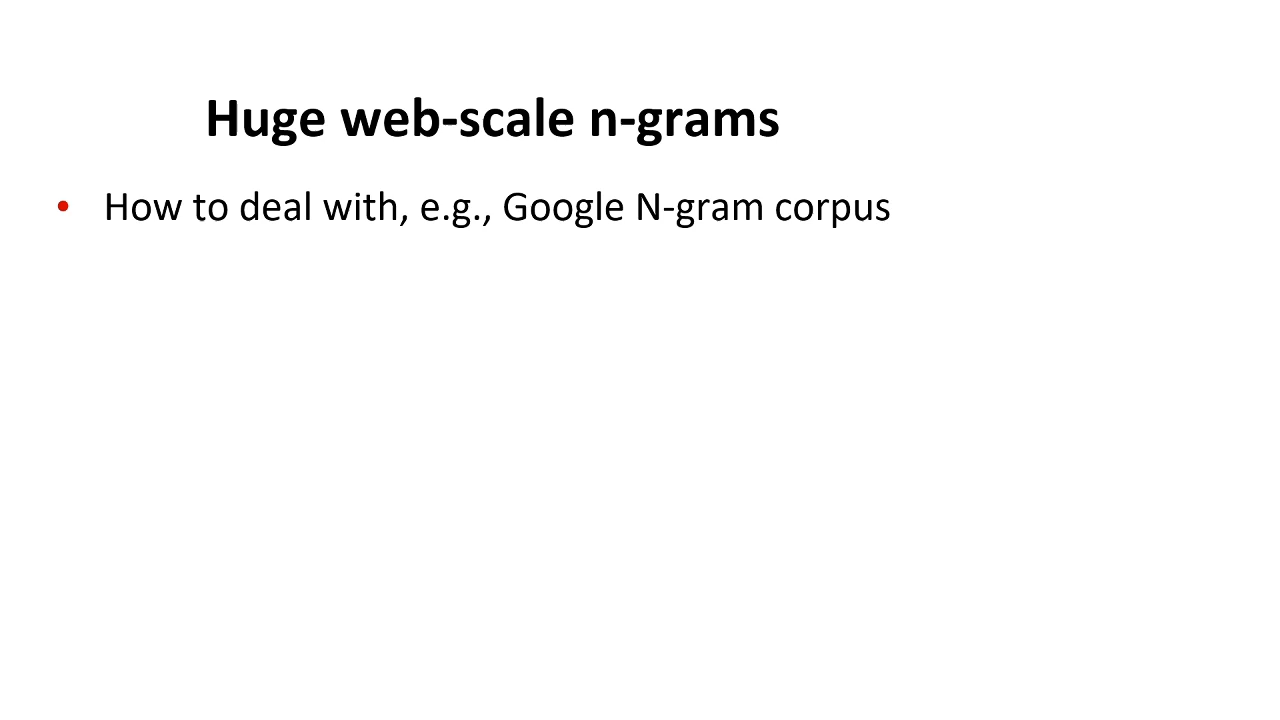 Huge web-scale n-grams
• How to deal with, e.g., Google N-gram corpus